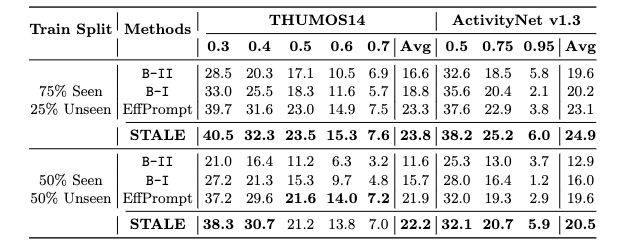 Train Split Methods THUMOS14 ActivityNet v1.3
0.3 0.4 0.5 0.6 0.7 Avg 0.5 0.75 0.95 Avg
75% Seen 25% Unseen
B-II 28.5 20.3 17.1 10.5 6.9 16.6 32.6 18.5 5.8 19.6
B-I 33.0 25.5 18.3 11.6 5.7 18.8 35.6 20.4 2.1 20.2
EffPrompt 39.7 31.6 23.0 14.9 7.5 23.3 37.6 22.9 3.8 23.1
STALE 40.5 32.3 23.5 15.3 7.6 23.8 38.2 25.2 6.0 24.9
50% Seen 50% Unseen
B-II 21.0 16.4 11.2 6.3 3.2 11.6 25.3 13.0 3.7 12.9
B-I 27.2 21.3 15.3 9.7 4.8 15.7 28.0 16.4 1.2 16.0
EffPrompt 37.2 29.6 21.6 14.0 7.2 21.9 32.0 19.3 2.9 19.6
STALE 38.3 30.7 21.2 13.8 7.0 22.2 32.1 20.7 5.9 20.5